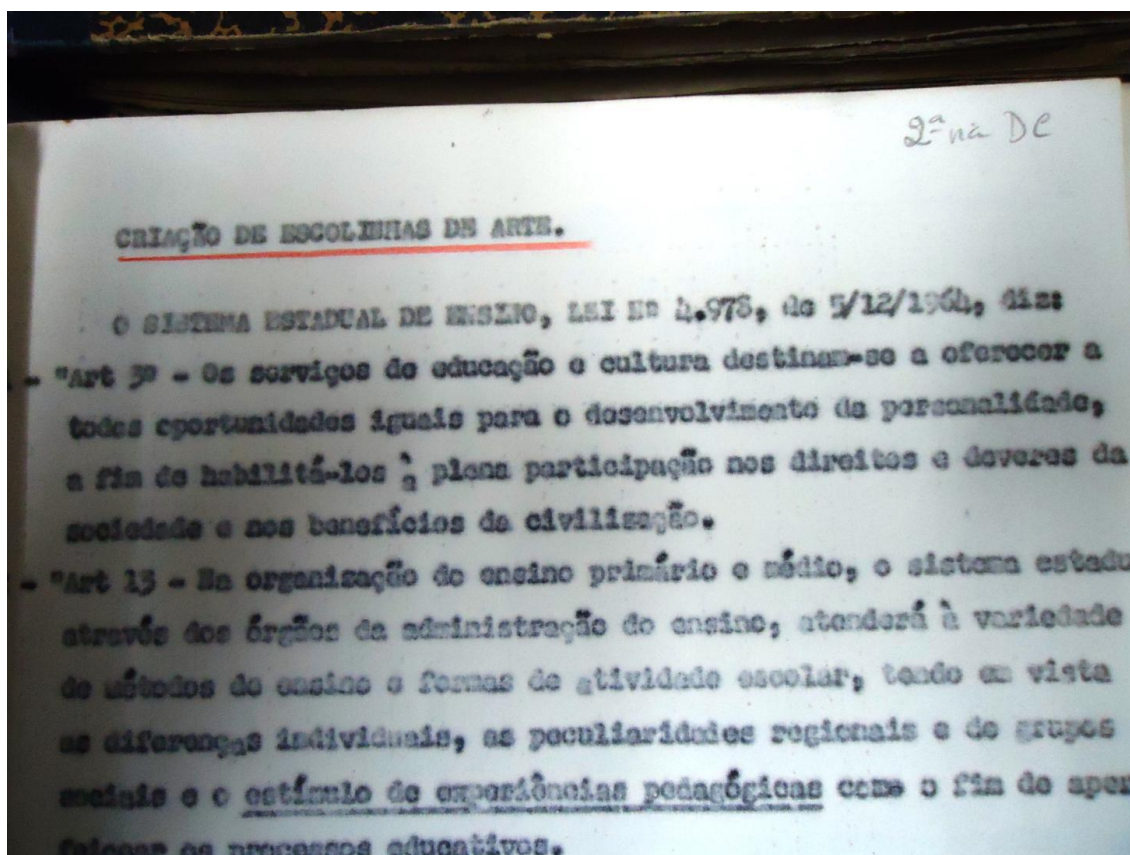 2ª na DC
CRIAÇÃO DE ESCOLINHAS DE ARTE.
O SISTEMA ESTADUAL DE ENSINO, LEI Nº 4.978, de 5/12/1964, diz:
- "Art 3º - Os serviços de educação e cultura destinam-se a oferecer a
todos oportunidades iguais para o desenvolvimento da personalidade,
a fim de habilitá-los à plena participação nos direitos e deveres da
sociedade e nos benefícios da civilização.
- "Art 13 - Na organização do ensino primário e médio, o sistema estadu
através dos órgãos da administração do ensino, atenderá à variedade
de métodos de ensino e formas de atividade escolar, tendo em vista
as diferenças individuais, as peculiaridades regionais e de grupos
sociais e o estímulo de experiências pedagógicas como o fim de aper
feiçoar os processos educativos.